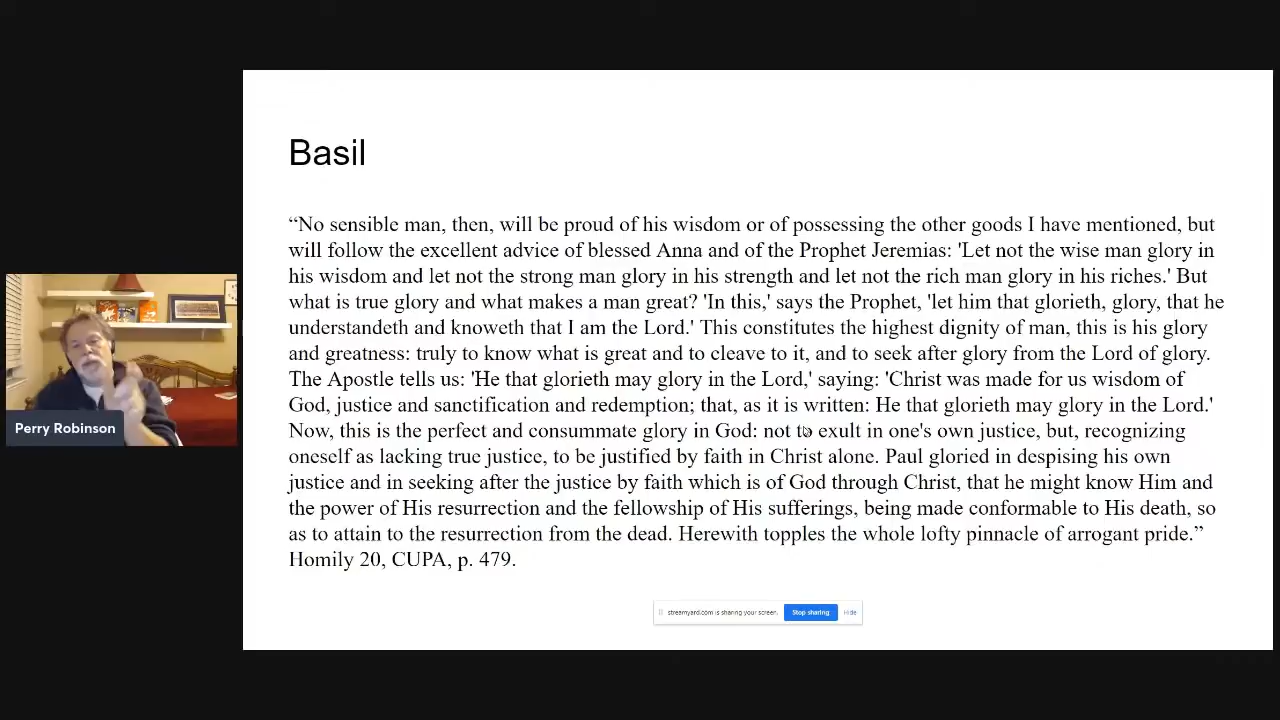 Basil
“No sensible man, then, will be proud of his wisdom or of possessing the other goods I have mentioned, but
will follow the excellent advice of blessed Anna and of the Prophet Jeremias: 'Let not the wise man glory in
his wisdom and let not the strong man glory in his strength and let not the rich man glory in his riches.' But
what is true glory and what makes a man great? 'In this,' says the Prophet, 'let him that glorieth, glory, that he
understandeth and knoweth that I am the Lord.' This constitutes the highest dignity of man, this is his glory
and greatness: truly to know what is great and to cleave to it, and to seek after glory from the Lord of glory.
The Apostle tells us: 'He that glorieth may glory in the Lord,' saying: 'Christ was made for us wisdom of
God, justice and sanctification and redemption; that, as it is written: He that glorieth may glory in the Lord.'
Now, this is the perfect and consummate glory in God: not to exult in one's own justice, but, recognizing
oneself as lacking true justice, to be justified by faith in Christ alone. Paul gloried in despising his own
justice and in seeking after the justice by faith which is of God through Christ, that he might know Him and
the power of His resurrection and the fellowship of His sufferings, being made conformable to His death, so
as to attain to the resurrection from the dead. Herewith topples the whole lofty pinnacle of arrogant pride.”
Homily 20, CUPA, p. 479.
Perry Robinson
streamyard.com is sharing your screen. Stop sharing Hide